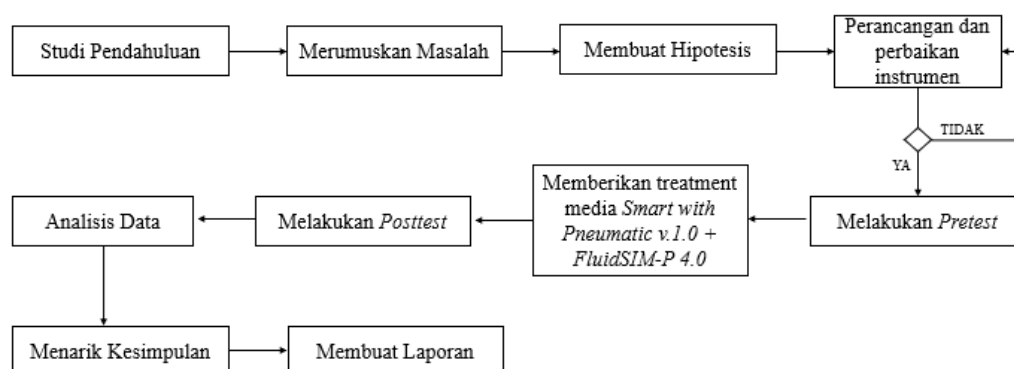 Studi Pendahuluan
Merumuskan Masalah
Membuat Hipotesis
Perancangan dan
perbaikan
instrumen
TIDAK
YA
Melakukan Pretest
Memberikan treatment
media Smart with
Pneumatic v.1.0 +
FluidSIM-P 4.0
Melakukan Posttest
Analisis Data
Menarik Kesimpulan
Membuat Laporan